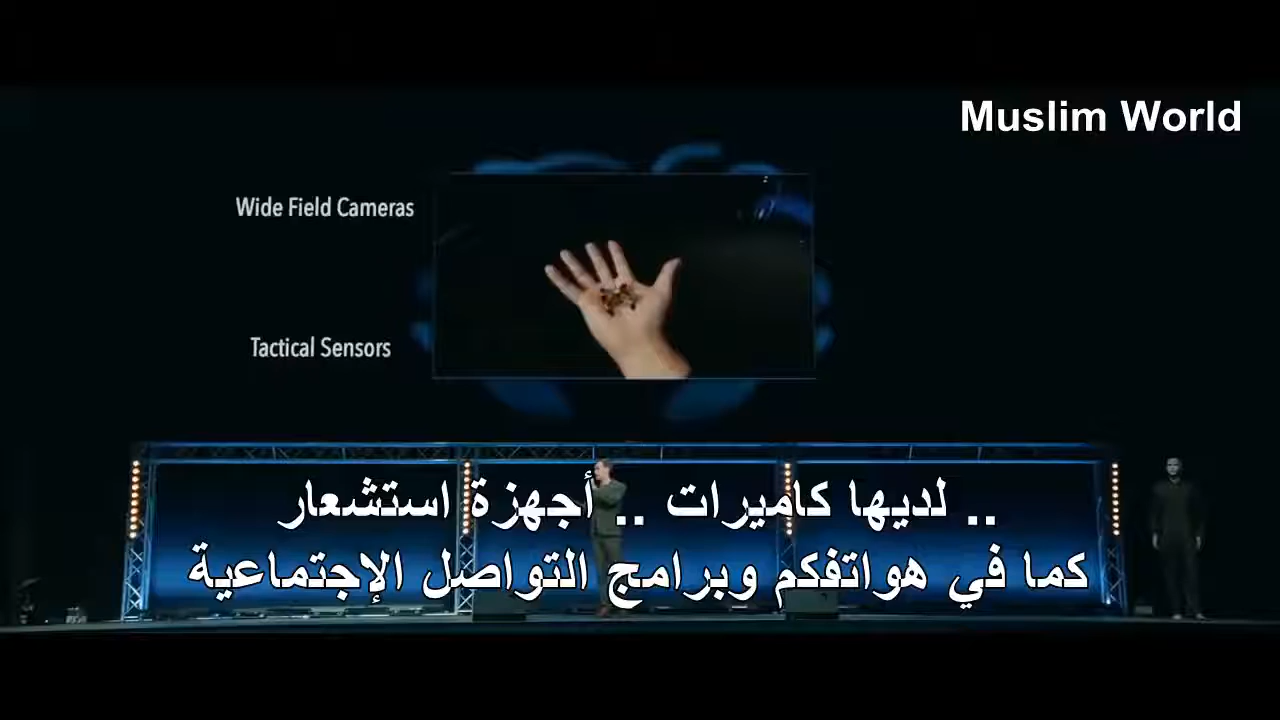 Muslim World
Wide Field Cameras
Tactical Sensors
لديها كاميرات .. أجهزة استشعار ..
كما في هواتفكم وبرامج التواصل الإجتماعية